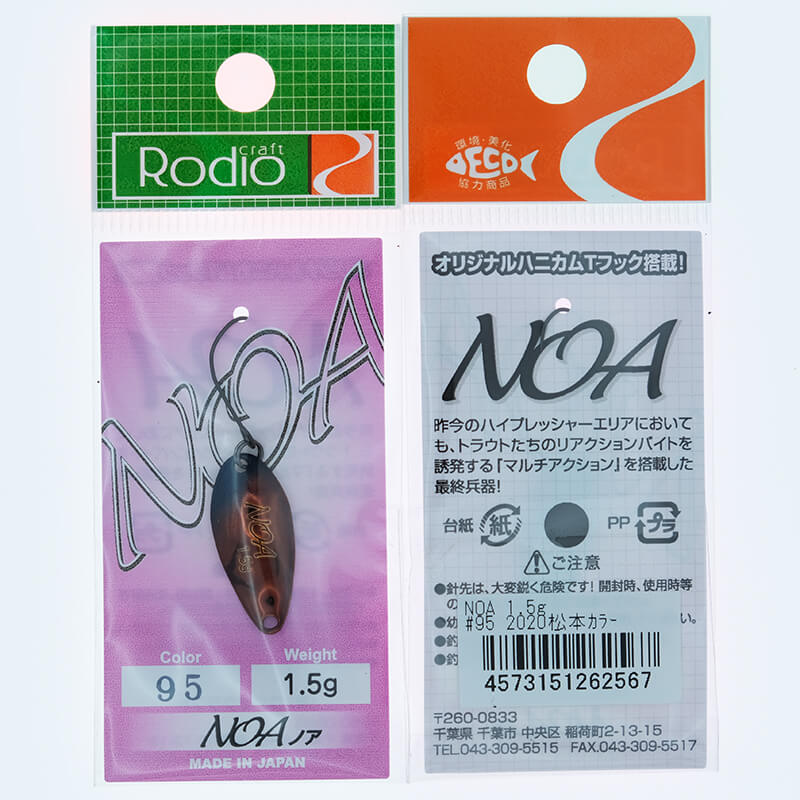 craft
Rodio
NOA
NOA
1.5g
Color
95
Weight
1.5g
NOA ノア
MADE IN JAPAN
環境・美化
ECO
協力商品
オリジナルハニカムTフック搭載!
NOA
昨今のハイプレッシャーエリアにおいて
も、トラウトたちのリアクションバイトを
誘発する『マルチアクション』を搭載した
最終兵器!
台紙 紙 PP プラ
ご注意
●針先は、大変鋭く危険です!開封時、使用時等
の
●幼 い。
●釣
●釣
NOA 1.5g
#95 2020松本カラー
4573151262567
〒260-0833
千葉県 千葉市 中央区 稲荷町2-13-15
TEL.043-309-5515 FAX.043-309-5517